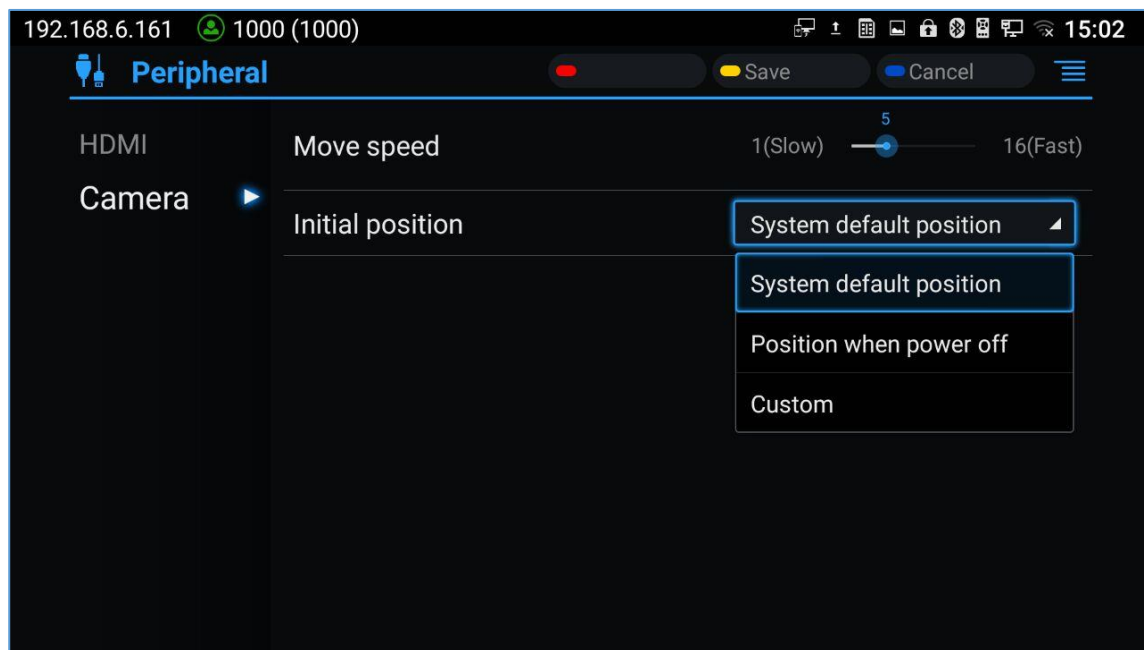 192.168.6.161 1000 (1000) 15:02
Peripheral Save Cancel
HDMI
Camera
Move speed 1(Slow) 5 16(Fast)
Initial position System default position
System default position
Position when power off
Custom